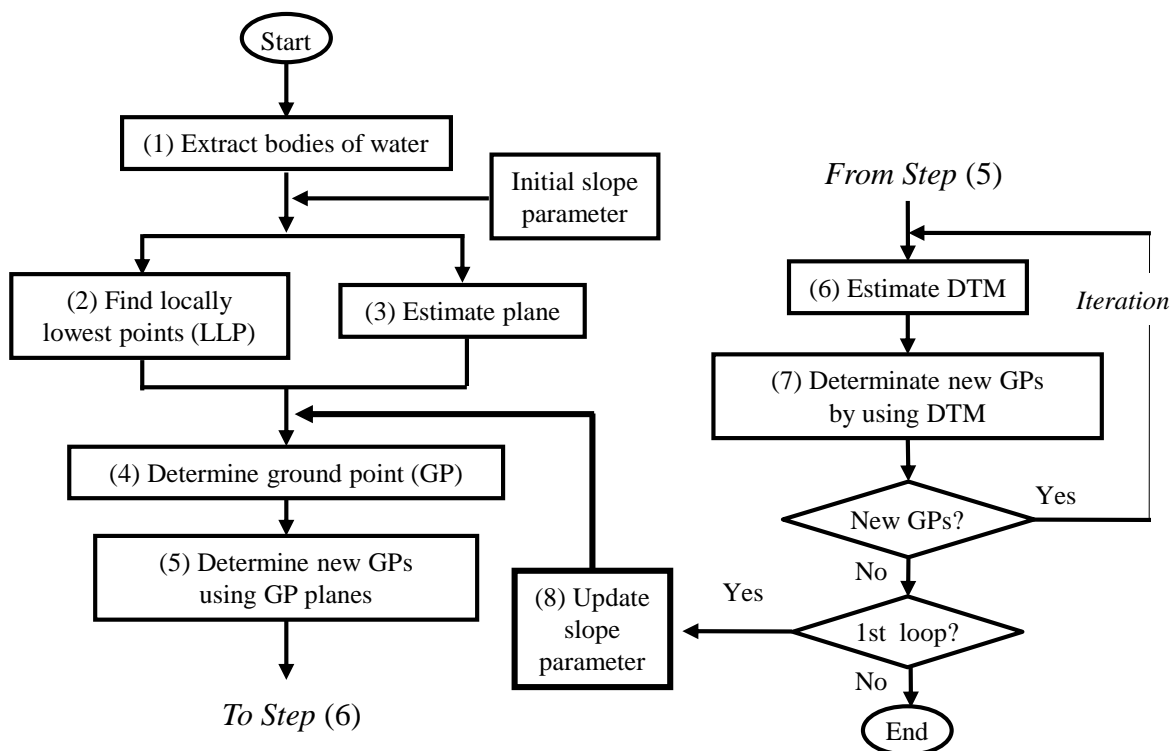 Start
(1) Extract bodies of water
Initial slope
parameter
(2) Find locally
lowest points (LLP)
(3) Estimate plane
(4) Determine ground point (GP)
(5) Determine new GPs
using GP planes
To Step (6)
From Step (5)
(6) Estimate DTM
Iteration
(7) Determinate new GPs
by using DTM
New GPs?
Yes
No
1st loop?
Yes
(8) Update
slope
parameter
No
End